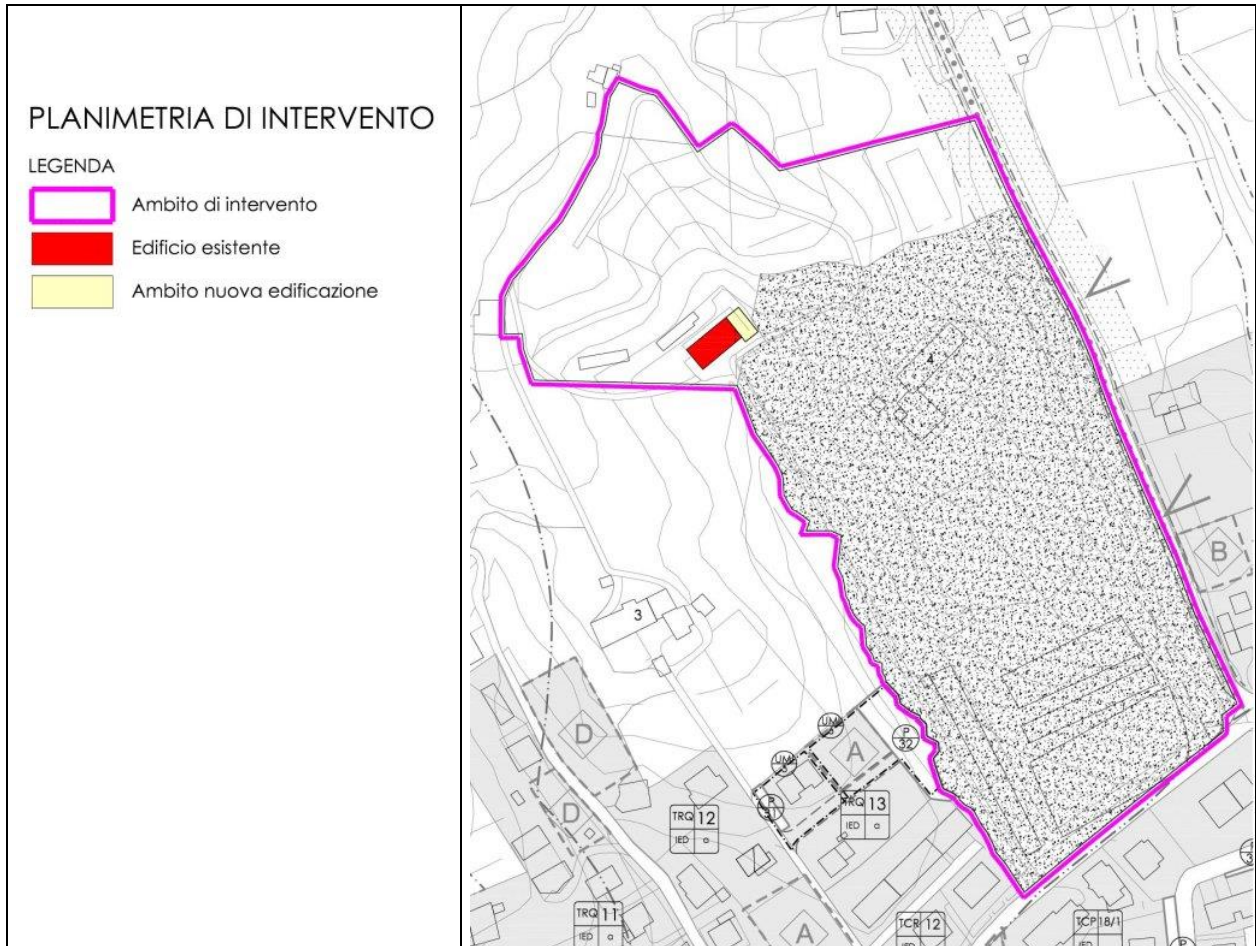 PLANIMETRIA DI INTERVENTO
LEGENDA
Ambito di intervento
Edificio esistente
Ambito nuova edificazione
4
B
3
D
D
A
P
32
P
31
TRQ 12
IED a
TRQ 13
IED a
TRQ 11
IED a
A
TCR 12
IED
TCP 18/1
IED